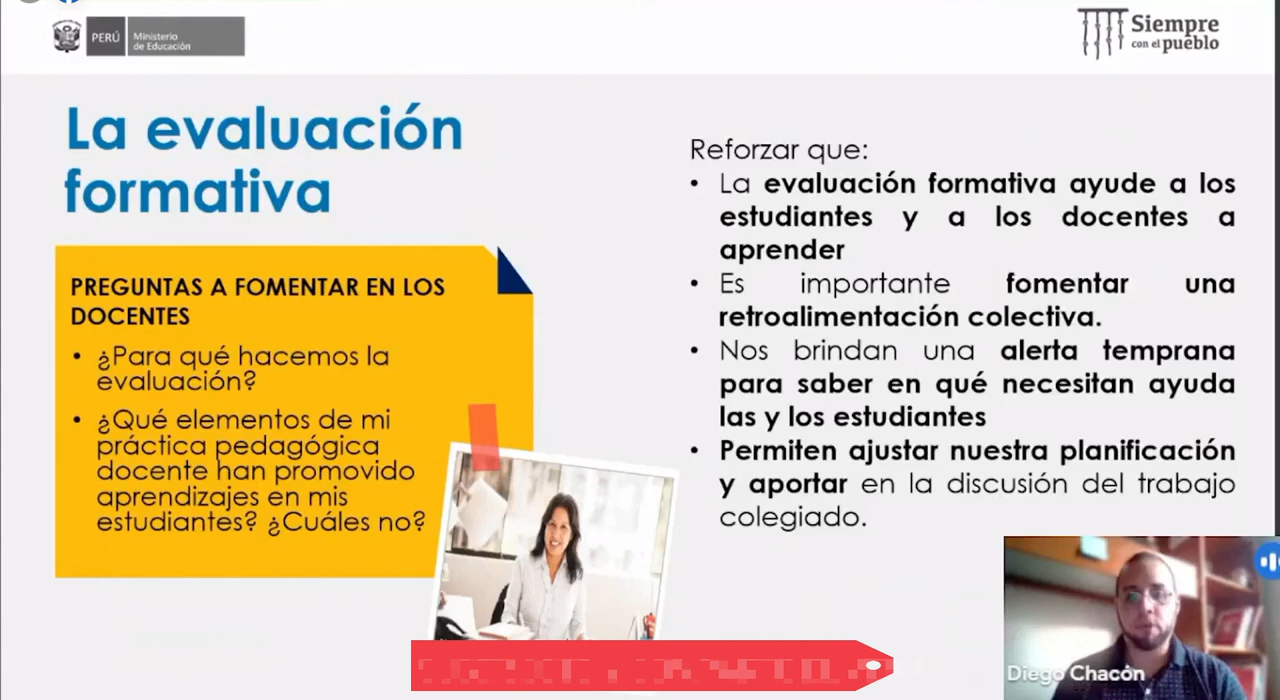 PERÚ
Ministerio
de Educación
Siempre
con el pueblo
La evaluación
formativa
PREGUNTAS A FOMENTAR EN LOS
DOCENTES
• ¿Para qué hacemos la
evaluación?
• ¿Qué elementos de mi
práctica pedagógica
docente han promovido
aprendizajes en mis
estudiantes? ¿Cuáles no?
Reforzar que:
• La evaluación formativa ayude a los
estudiantes y a los docentes a
aprender
• Es importante fomentar una
retroalimentación colectiva.
• Nos brindan una alerta temprana
para saber en qué necesitan ayuda
las y los estudiantes
• Permiten ajustar nuestra planificación
y aportar en la discusión del trabajo
colegiado.
Diego Chacón